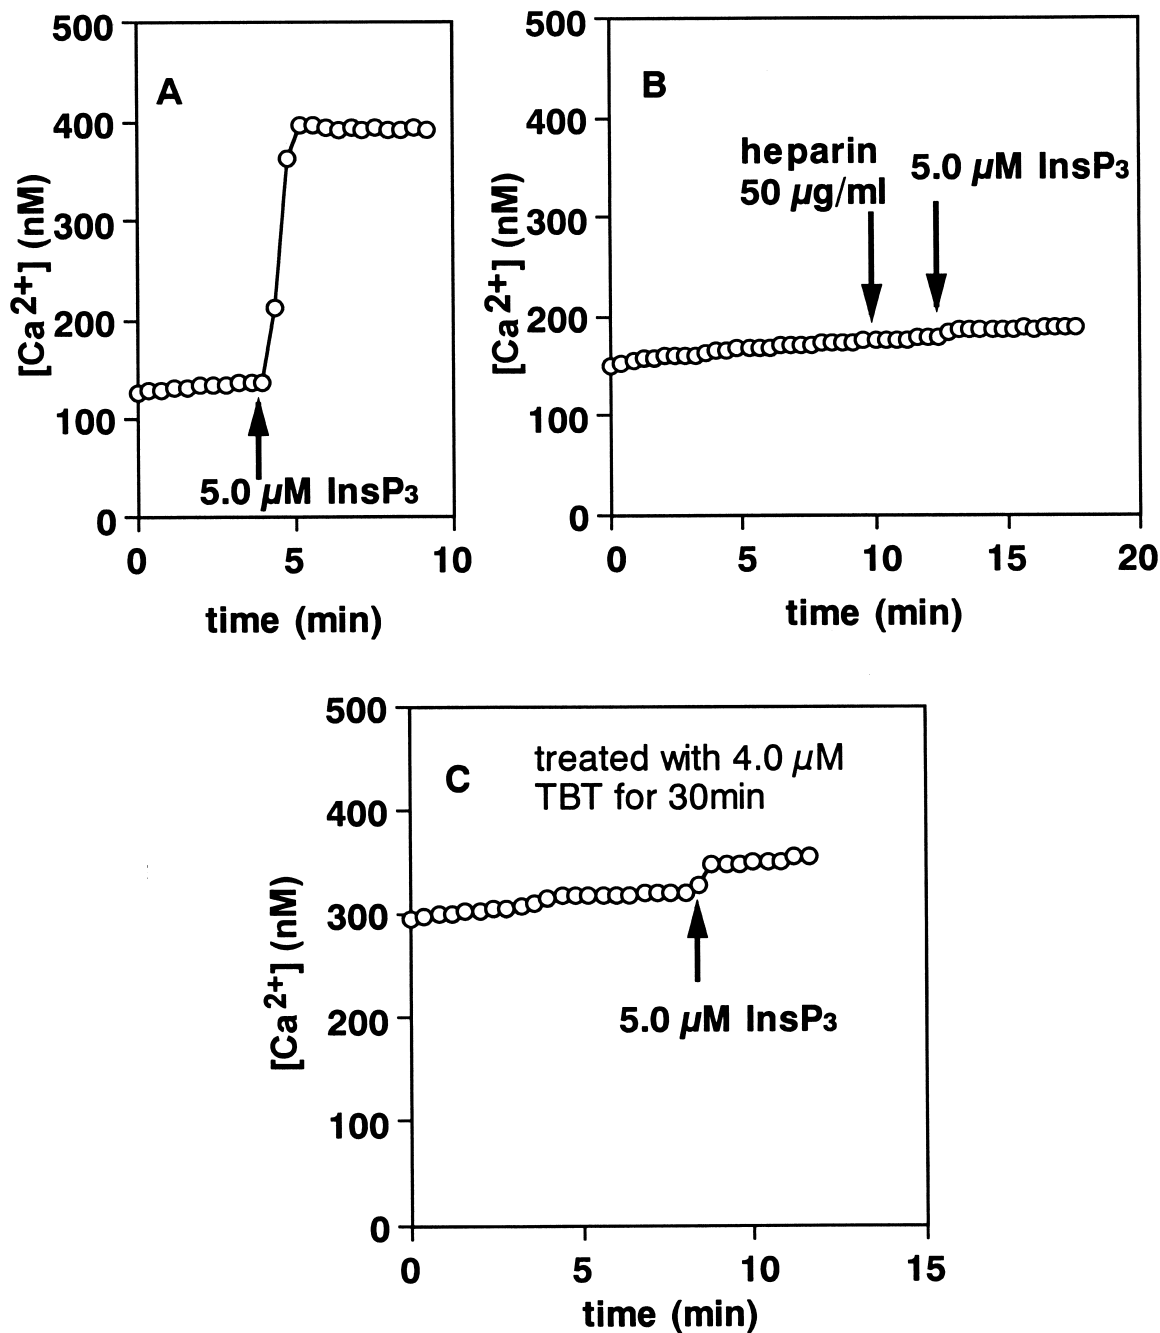 A
500
400
300
200
100
0
[Ca2+] (nM)
5.0 µM InsP3
0 5 10
time (min)
B
500
400
300
200
100
0
[Ca2+] (nM)
heparin
50 µg/ml
5.0 µM InsP3
0 5 10 15 20
time (min)
C
500
400
300
200
100
0
[Ca2+] (nM)
treated with 4.0 µM
TBT for 30min
5.0 µM InsP3
0 5 10 15
time (min)